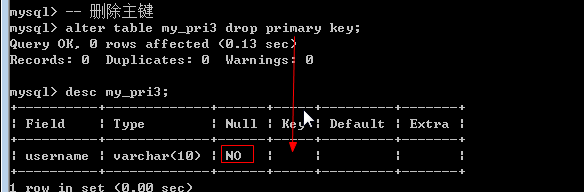 mysql> -- 删除主键
mysql> alter table my_pri3 drop primary key;
Query OK, 0 rows affected (0.13 sec)
Records: 0  Duplicates: 0  Warnings: 0
mysql> desc my_pri3;
+----------+-------------+------+-----+---------+-------+
| Field    | Type        | Null | Key | Default | Extra |
+----------+-------------+------+-----+---------+-------+
| username | varchar(10) | NO   |     |         |       |
+----------+-------------+------+-----+---------+-------+
1 row in set (0.00 sec)